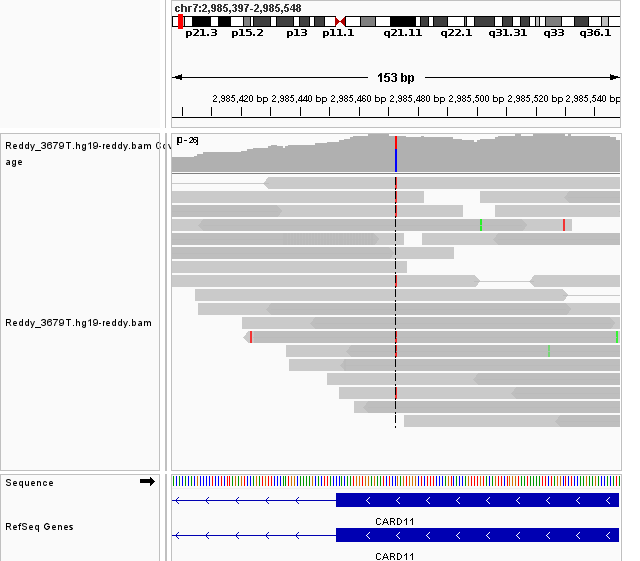 chr7:2,985,397-2,985,548
p21.3 p15.2 p13 p11.1 q21.11 q22.1 q31.31 q33 q36.1
153 bp
2,985,420 bp 2,985,440 bp 2,985,460 bp 2,985,480 bp 2,985,500 bp 2,985,520 bp 2,985,540 bp
[0-26]
Reddy_3679T.hg19-reddy.bam Cov
age
Reddy_3679T.hg19-reddy.bam
Sequence
CARD11
RefSeq Genes
CARD11